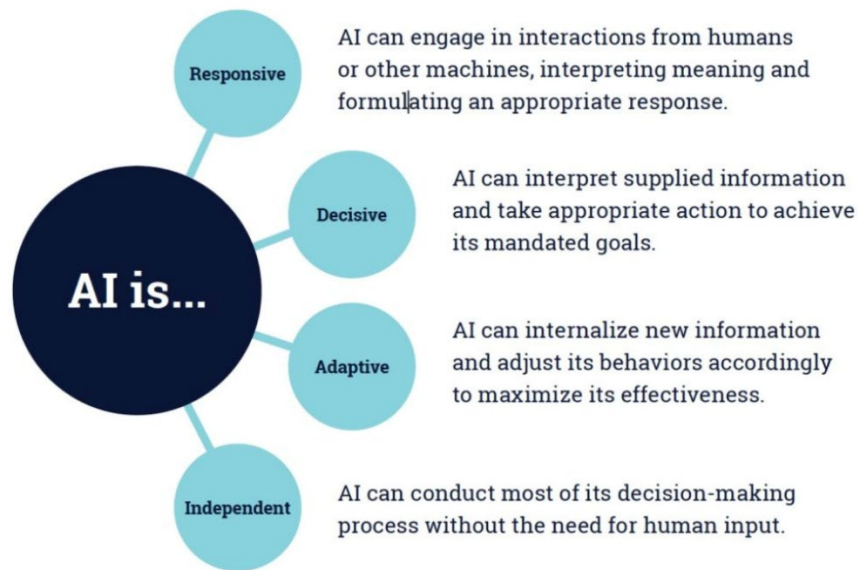 AI is...
Responsive
AI can engage in interactions from humans
or other machines, interpreting meaning and
formulating an appropriate response.
Decisive
AI can interpret supplied information
and take appropriate action to achieve
its mandated goals.
Adaptive
AI can internalize new information
and adjust its behaviors accordingly
to maximize its effectiveness.
Independent
AI can conduct most of its decision-making
process without the need for human input.